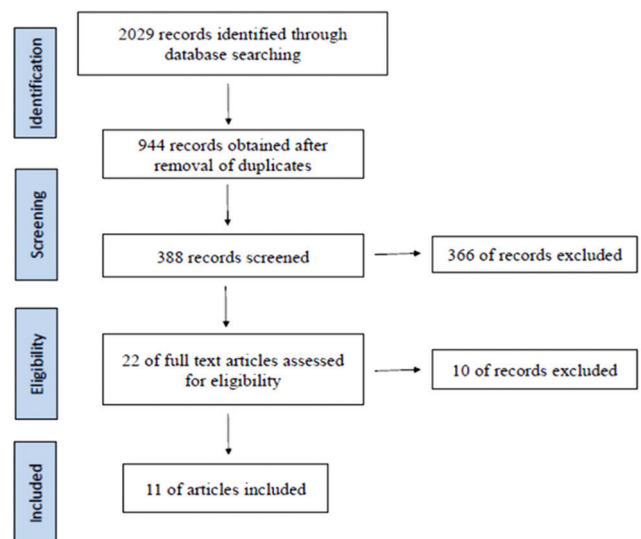 Identification
2029 records identified through
database searching
944 records obtained after
removal of duplicates
Screening
388 records screened
366 of records excluded
Eligibility
22 of full text articles assessed
for eligibility
10 of records excluded
Included
11 of articles included